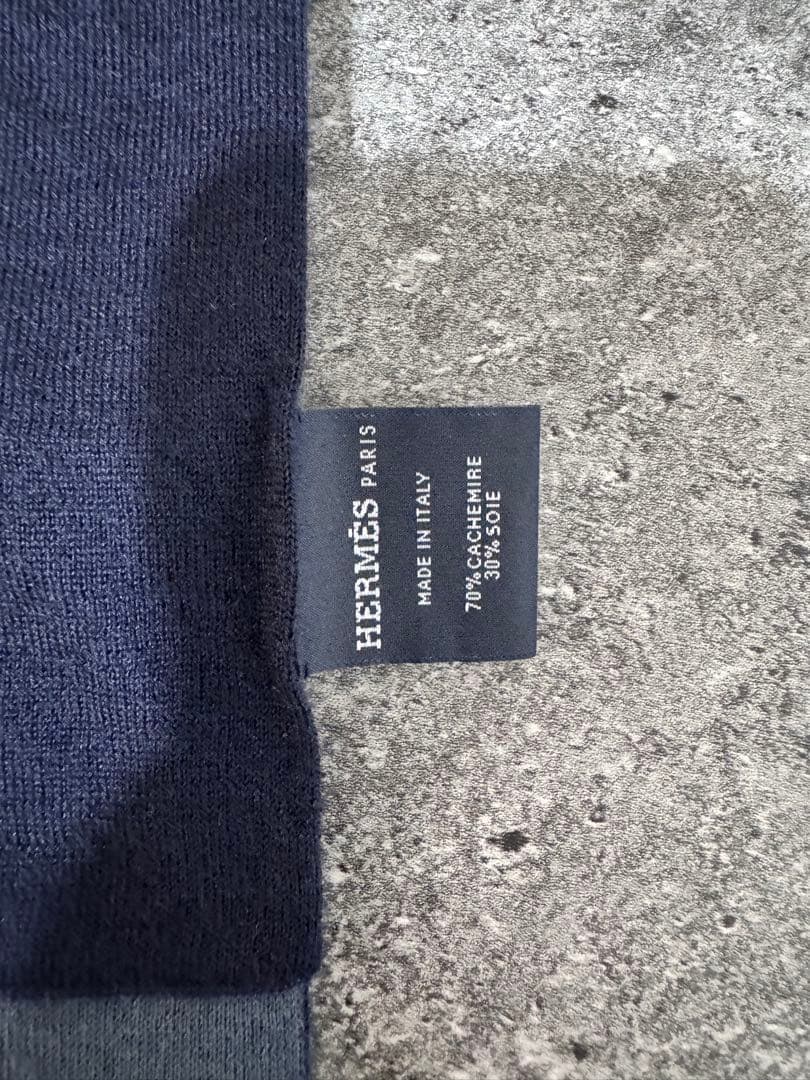 HERMÈS PARIS
MADE IN ITALY
70% CACHEMIRE
30% SOIE